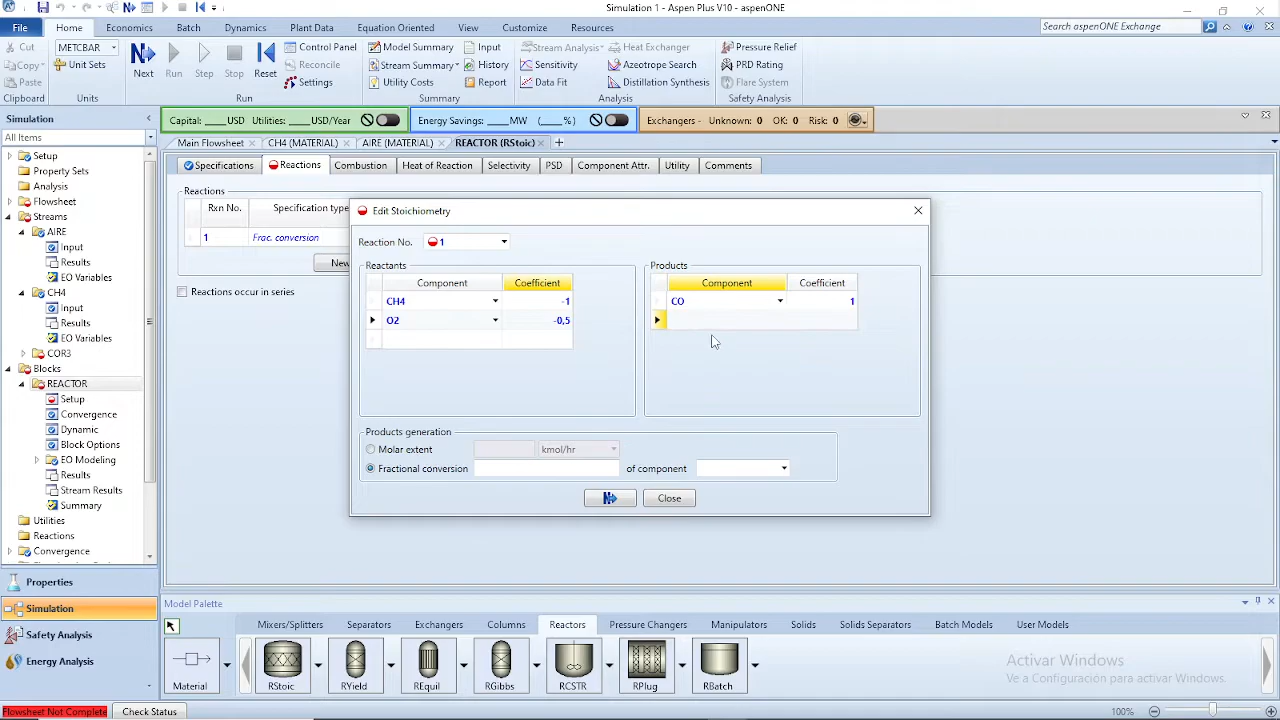 Simulation 1 - Aspen Plus V10 - aspenONE
File
Home
Economics
Batch
Dynamics
Plant Data
Equation Oriented
View
Customize
Resources
Search aspenONE Exchange
Cut
METCBAR
Copy
Unit Sets
Paste
Clipboard
Units
Next
Run
Step
Stop
Reset
Control Panel
Reconcile
Settings
Run
Model Summary
Input
Stream Summary
History
Utility Costs
Report
Summary
Stream Analysis
Heat Exchanger
Sensitivity
Azeotrope Search
Data Fit
Distillation Synthesis
Analysis
Pressure Relief
PRD Rating
Flare System
Safety Analysis
Simulation
Capital: ____ USD Utilities: ____ USD/Year
Energy Savings: ____ MW (____%)
Exchangers - Unknown: 0 OK: 0 Risk: 0
All Items
Main Flowsheet
CH4 (MATERIAL)
AIRE (MATERIAL)
REACTOR (RStoic)
+
Setup
Property Sets
Analysis
Flowsheet
Streams
AIRE
Input
Results
EO Variables
CH4
Input
Results
EO Variables
COR3
Blocks
REACTOR
Setup
Convergence
Dynamic
Block Options
EO Modeling
Results
Stream Results
Summary
Utilities
Reactions
Convergence
Properties
Simulation
Safety Analysis
Energy Analysis
Specifications
Reactions
Combustion
Heat of Reaction
Selectivity
PSD
Component Attr.
Utility
Comments
Reactions
Rxn No.
Specification type
1
Frac. conversion
New
Reactions occur in series
Edit Stoichiometry
Reaction No.
1
Reactants
Component
Coefficient
CH4
-1
O2
-0,5
Products
Component
Coefficient
CO
1
Products generation
Molar extent
kmol/hr
Fractional conversion
of component
Close
Model Palette
Mixers/Splitters
Separators
Exchangers
Columns
Reactors
Pressure Changers
Manipulators
Solids
Solids Separators
Batch Models
User Models
Material
RStoic
RYield
REquil
RGibbs
RCSTR
RPlug
RBatch
Activar Windows
Ve a Configuración para activar Windows.
Flowsheet Not Complete
Check Status
100%